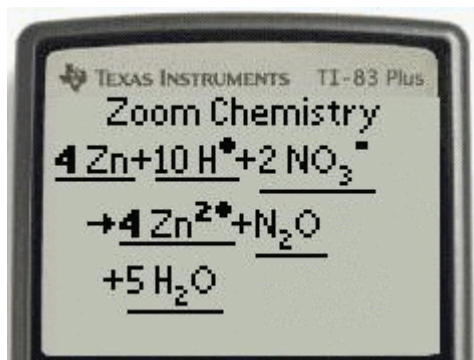 TEXAS INSTRUMENTS TI-83 Plus
Zoom Chemistry
4 Zn+10 H⁺+2 NO₃⁻
→4 Zn²⁺+N₂O
+5 H₂O